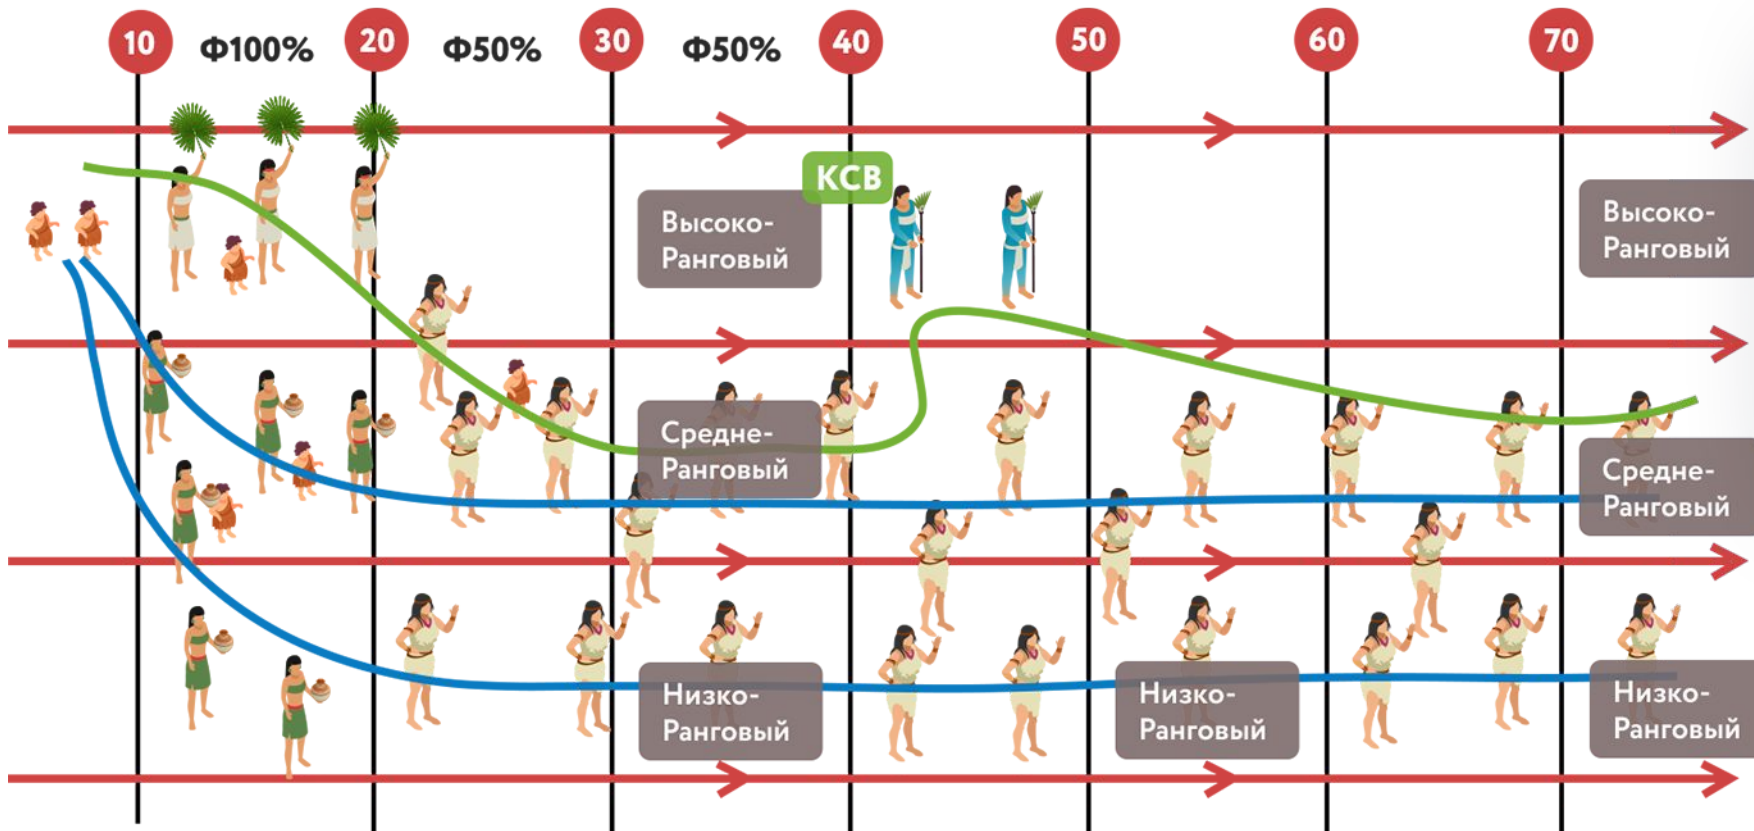 10
Ф100%
20
Ф50%
30
Ф50%
40
50
60
70
КСВ
Высоко-
Ранговый
Высоко-
Ранговый
Средне-
Ранговый
Средне-
Ранговый
Низко-
Ранговый
Низко-
Ранговый
Низко-
Ранговый